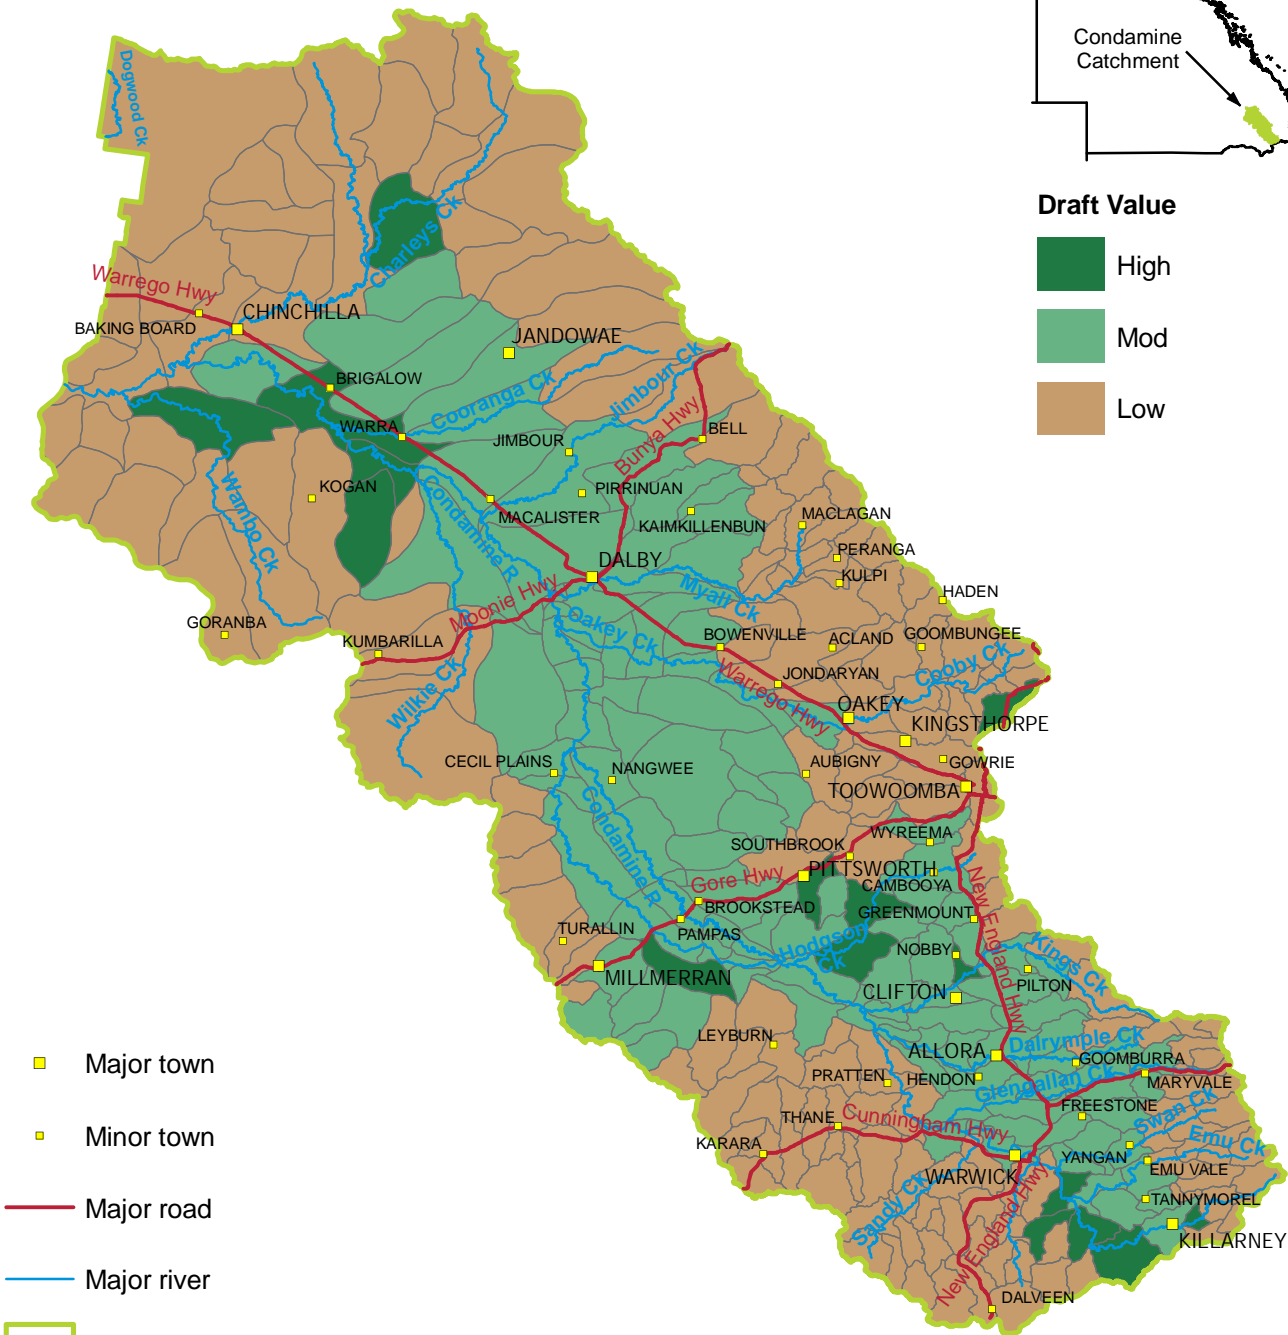 Dogwood Ck
Condamine
Catchment
Draft Value
High
Mod
Low
Charleys Ck
Warrego Hwy
CHINCHILLA
BAKING BOARD
JANDOWAE
BRIGALOW
Cooranga Ck
Jimbour Ck
WARRA
JIMBOUR
Bunya Hwy
BELL
KOGAN
Wambo Ck
Condamine R
PIRRINUAN
MACALISTER
KAIMKILLENBUN
MACLAGAN
PERANGA
KULPI
DALBY
Myall Ck
HADEN
Moonie Hwy
GORANBA
KUMBARILLA
Oakey Ck
BOWENVILLE
ACLAND
GOOMBUNGEE
Cooby Ck
Wilkie Ck
Warrego Hwy
JONDARYAN
OAKEY
KINGSTHORPE
CECIL PLAINS
NANGWEE
AUBIGNY
GOWRIE
TOOWOOMBA
Condamine R
WYREEMA
SOUTHBROOK
PITTSWORTH
Gore Hwy
CAMBOOYA
New England Hwy
BROOKSTEAD
GREENMOUNT
TURALLIN
PAMPAS
Hodgson
Ck
NOBBY
Kings Ck
MILLMERRAN
CLIFTON
PILTON
LEYBURN
ALLORA
Dalrymple Ck
GOOMBURRA
PRATTEN
HENDON
Glengallan Ck
MARYVALE
THANE
Cunningham Hwy
FREESTONE
Swan Ck
Emu Ck
KARARA
YANGAN
EMU VALE
WARWICK
TANNYMOREL
Sandy Ck
New England Hwy
KILLARNEY
DALVEEN
Major town
Minor town
Major road
Major river